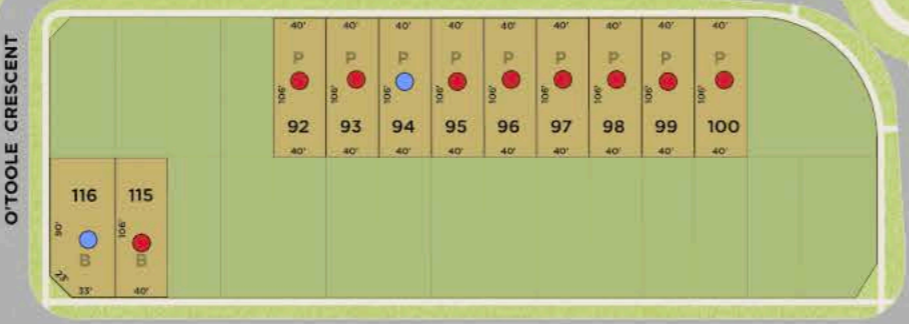 O'TOOLE CRESCENT
40' 40' 40' 40' 40' 40' 40' 40' 40'
P P P P P P P P P
106' 106' 106' 106' 106' 106' 106' 106' 106'
92 93 94 95 96 97 98 99 100
40' 40' 40' 40' 40' 40' 40' 40' 40'
116 115
90' 106'
B B
23'
33' 40'